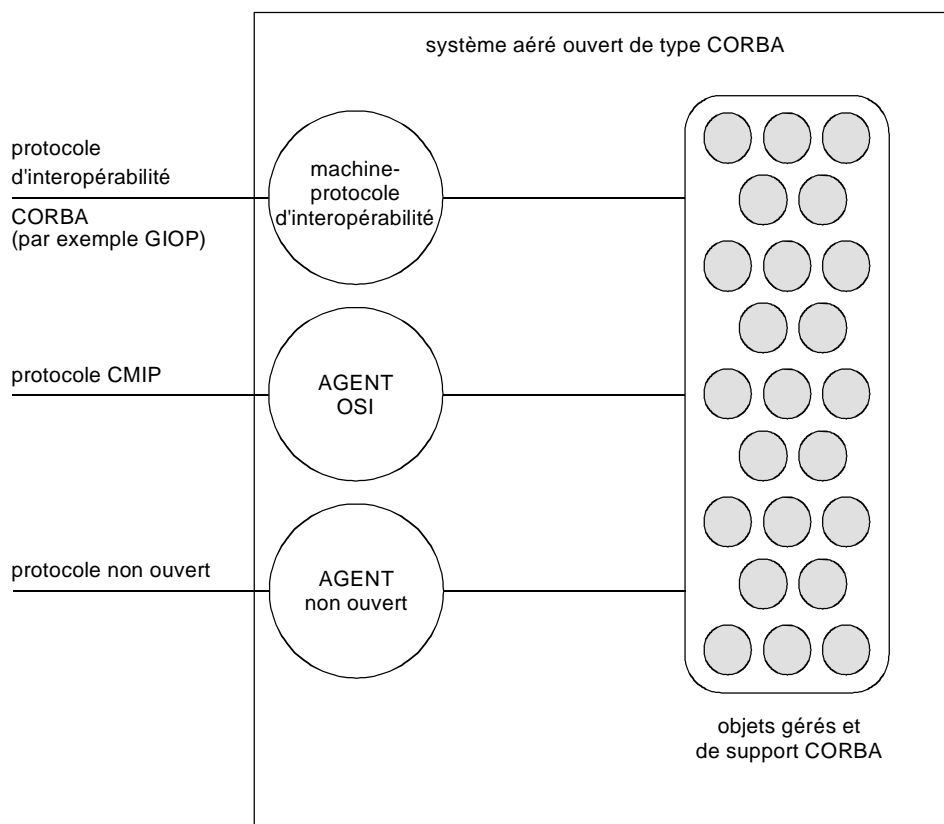 système aéré ouvert de type CORBA
protocole
d'interopérabilité
CORBA
(par exemple GIOP)
machine-
protocole
d'interopérabilité
protocole CMIP
AGENT
OSI
protocole non ouvert
AGENT
non ouvert
objets gérés et
de support CORBA